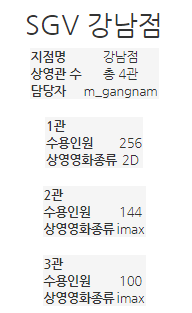 SGV 강남점
지점명 강남점
상영관 수 총 4관
담당자 m_gangnam
1관
수용인원 256
상영영화종류 2D
2관
수용인원 144
상영영화종류 imax
3관
수용인원 100
상영영화종류 imax